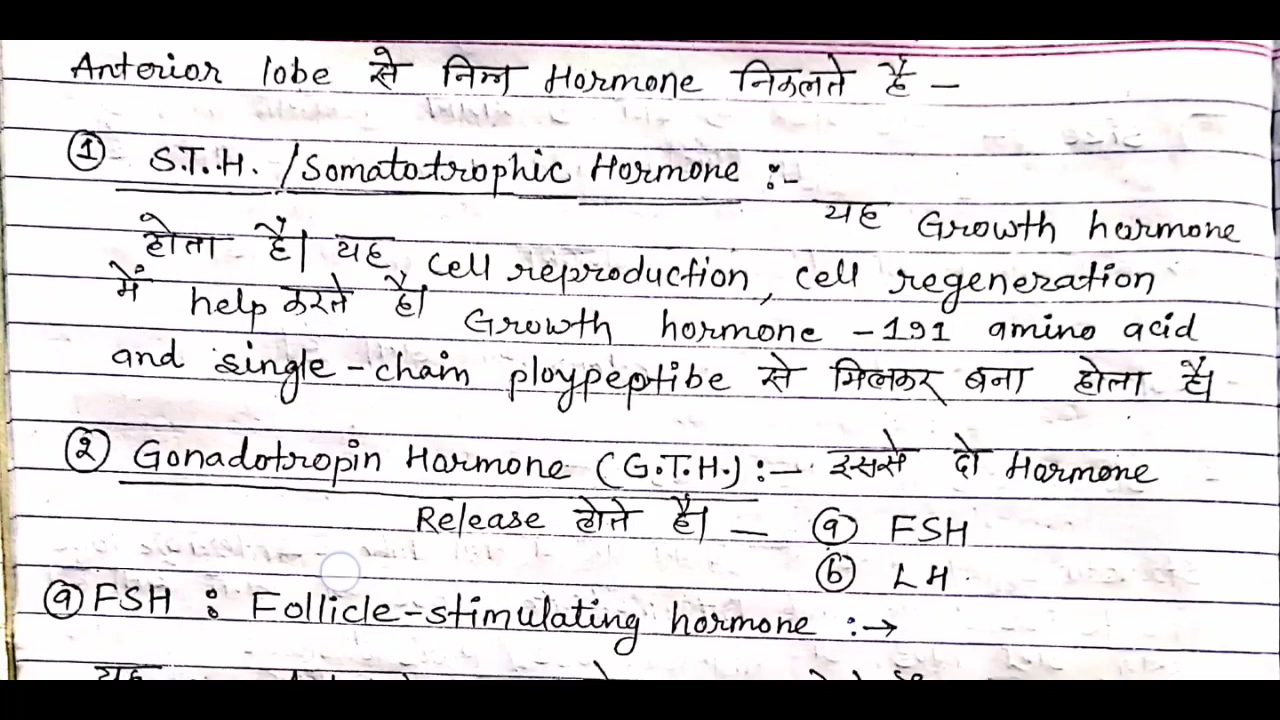 Anterior lobe से निम्न Hormone निकलते है –
① S.T.H. / Somatotrophic Hormone :-
यह Growth hormone
होता है। यह cell reproduction, cell regeneration
में help करते है। Growth hormone - 191 amino acid
and single-chain ploypeptibe से मिलकर बना होता है।
② Gonadotropin Hormone (G.T.H.) :- इससे दो Hormone
Release होते है। – ⓐ FSH
ⓑ LH.
ⓐ FSH : Follicle-stimulating hormone :→
यह